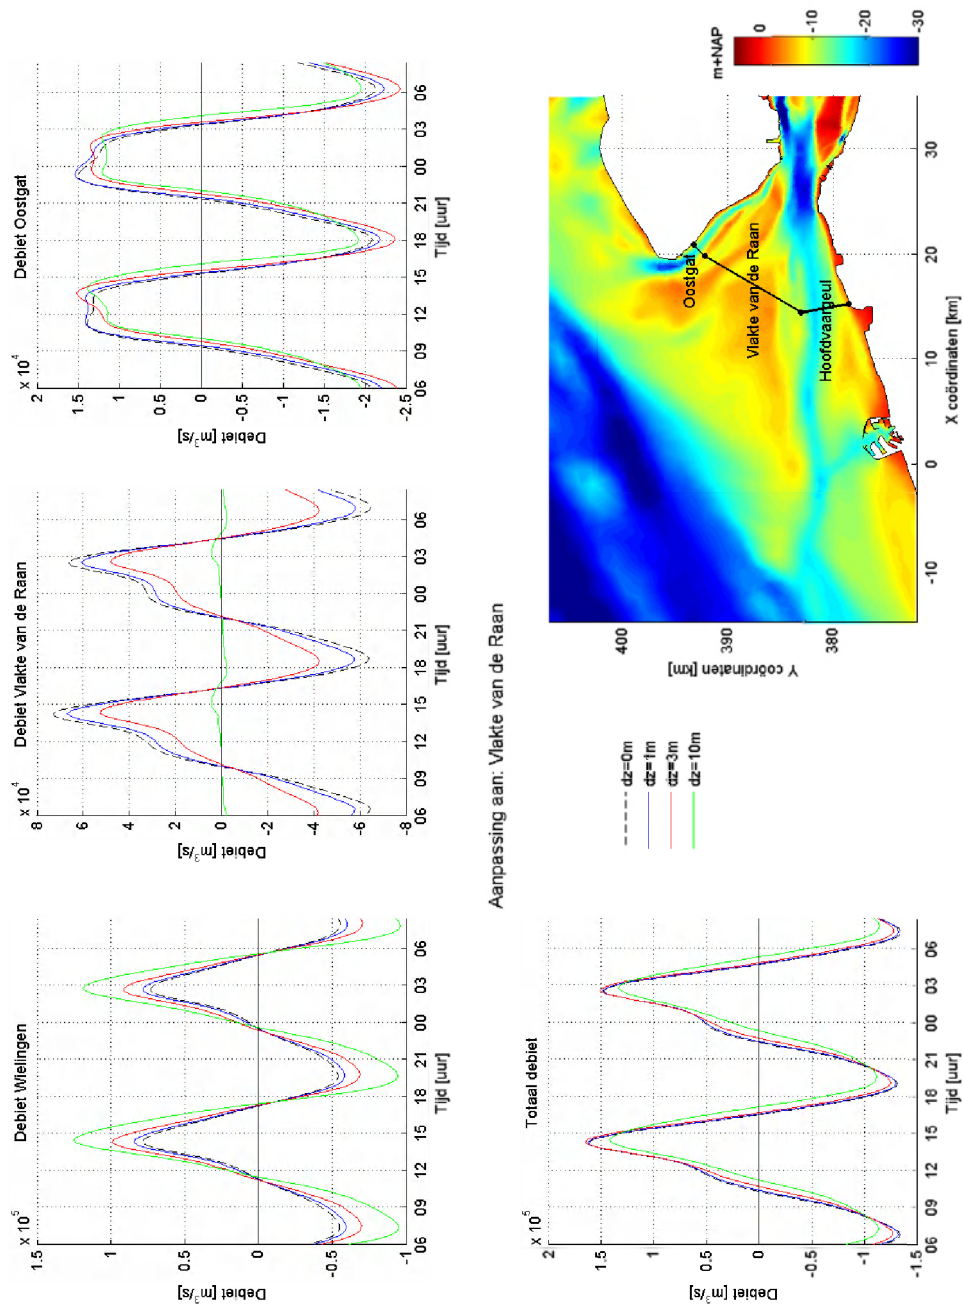 Debiet Wielingen
x 10^5
Debiet [m^3/s]
1.5
1
0.5
0
-0.5
-1
06 09 12 15 18 21 00 03 06
Tijd [uur]
Debiet Vlakte van de Raan
x 10^4
Debiet [m^3/s]
8
6
4
2
0
-2
-4
-6
-8
06 09 12 15 18 21 00 03 06
Tijd [uur]
Debiet Oostgat
x 10^4
Debiet [m^3/s]
2
1.5
1
0.5
0
-0.5
-1
-1.5
-2
-2.5
06 09 12 15 18 21 00 03 06
Tijd [uur]
Aanpassing aan: Vlakte van de Raan
Totaal debiet
x 10^5
Debiet [m^3/s]
2
1.5
1
0.5
0
-0.5
-1
-1.5
06 09 12 15 18 21 00 03 06
Tijd [uur]
dz=0m
dz=1m
dz=3m
dz=10m
Y coördinaten [km]
400
390
380
Oostgat
Vlakte van de Raan
Hoofdvaargeul
-10 0 10 20 30
X coördinaten [km]
m+NAP
0
-10
-20
-30